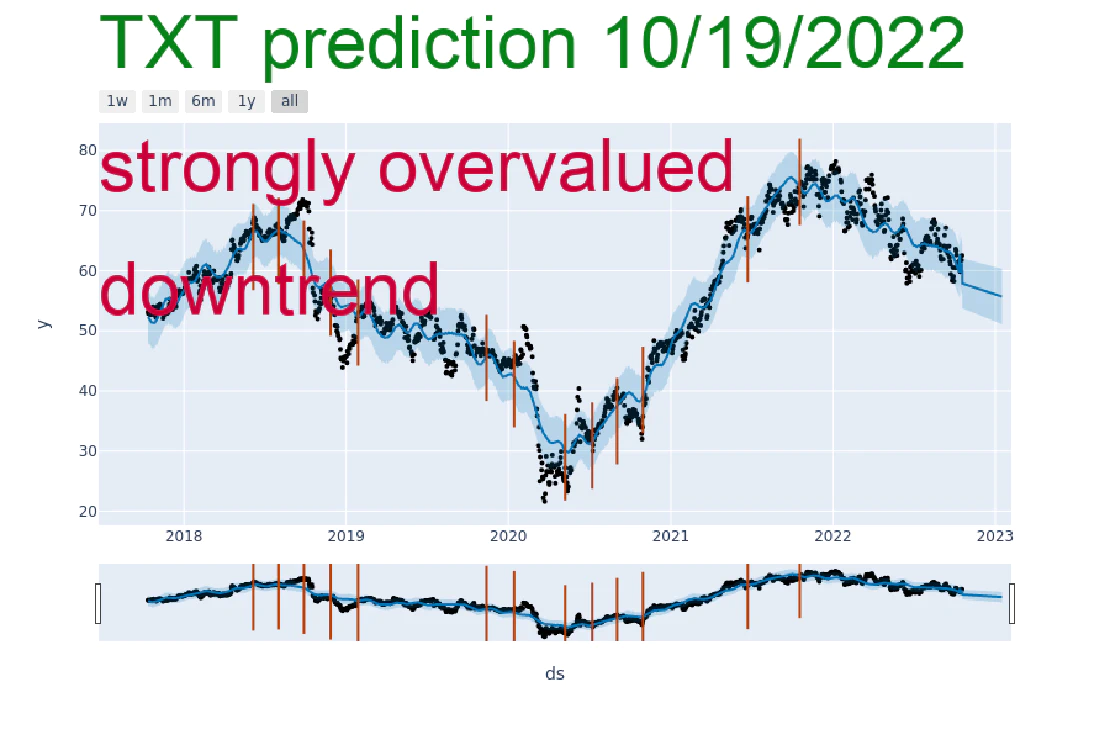 TXT prediction 10/19/2022
1w 1m 6m 1y all
strongly overvalued
downtrend
80
70
60
50
40
30
20
y
2018 2019 2020 2021 2022 2023
ds